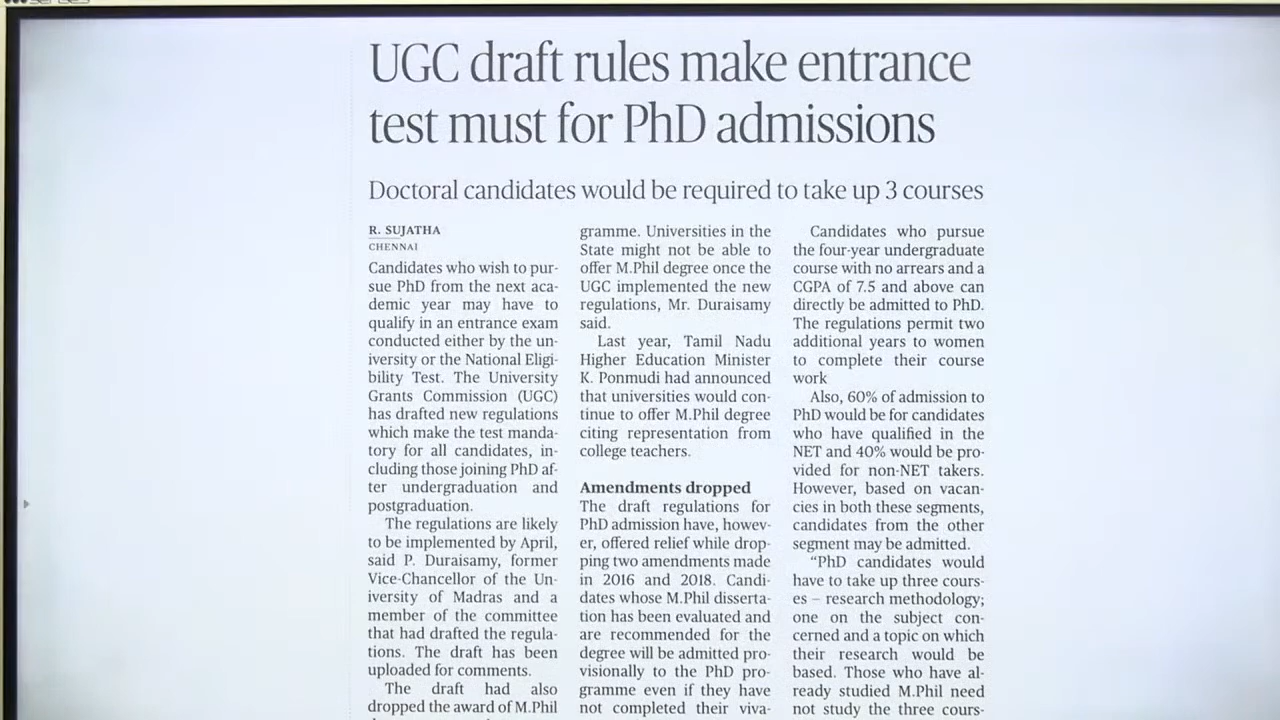 UGC draft rules make entrance
test must for PhD admissions
Doctoral candidates would be required to take up 3 courses
R. SUJATHA
CHENNAI
Candidates who wish to pur-
sue PhD from the next aca-
demic year may have to
qualify in an entrance exam
conducted either by the un-
iversity or the National Eligi-
bility Test. The University
Grants Commission (UGC)
has drafted new regulations
which make the test manda-
tory for all candidates, in-
cluding those joining PhD af-
ter undergraduation and
postgraduation.
The regulations are likely
to be implemented by April,
said P. Duraisamy, former
Vice-Chancellor of the Un-
iversity of Madras and a
member of the committee
that had drafted the regula-
tions. The draft has been
uploaded for comments.
The draft had also
dropped the award of M.Phil
gramme. Universities in the
State might not be able to
offer M.Phil degree once the
UGC implemented the new
regulations, Mr. Duraisamy
said.
Last year, Tamil Nadu
Higher Education Minister
K. Ponmudi had announced
that universities would con-
tinue to offer M.Phil degree
citing representation from
college teachers.
Amendments dropped
The draft regulations for
PhD admission have, howev-
er, offered relief while drop-
ping two amendments made
in 2016 and 2018. Candi-
dates whose M.Phil disserta-
tion has been evaluated and
are recommended for the
degree will be admitted pro-
visionally to the PhD pro-
gramme even if they have
not completed their viva-
Candidates who pursue
the four-year undergraduate
course with no arrears and a
CGPA of 7.5 and above can
directly be admitted to PhD.
The regulations permit two
additional years to women
to complete their course
work
Also, 60% of admission to
PhD would be for candidates
who have qualified in the
NET and 40% would be pro-
vided for non-NET takers.
However, based on vacan-
cies in both these segments,
candidates from the other
segment may be admitted.
“PhD candidates would
have to take up three cours-
es – research methodology;
one on the subject con-
cerned and a topic on which
their research would be
based. Those who have al-
ready studied M.Phil need
not study the three cours-